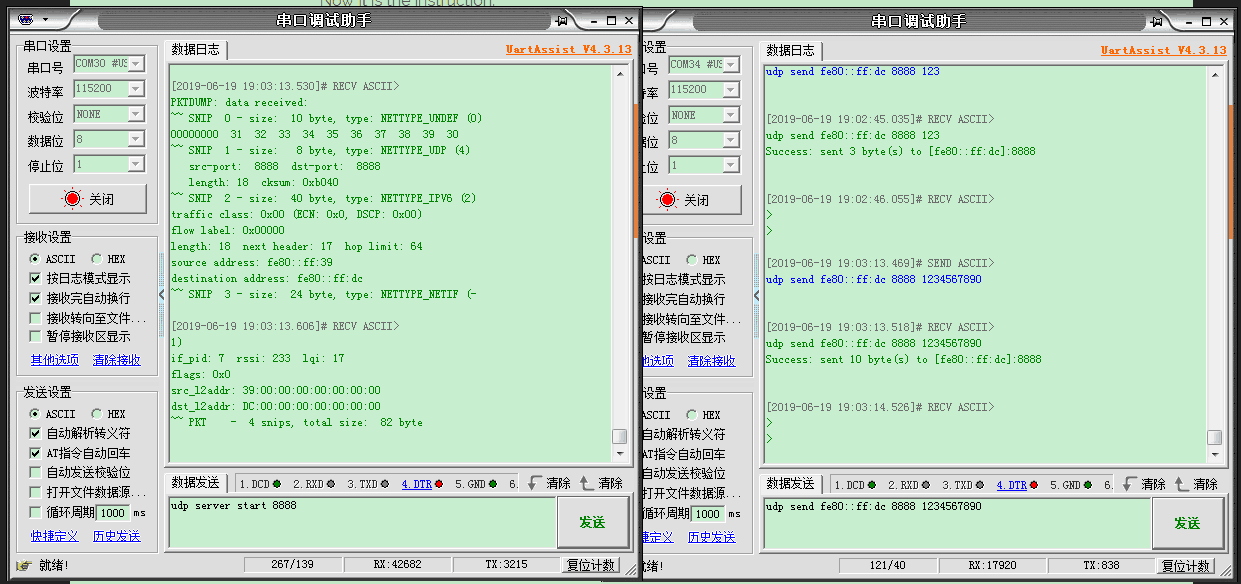 Now it is the instruction:
串口调试助手
串口设置
串口号 COM30 #US
波特率 115200
校验位 NONE
数据位 8
停止位 1
关闭
接收设置
ASCII HEX
按日志模式显示
接收完自动换行
接收转向至文件...
暂停接收区显示
其他选项 清除接收
发送设置
ASCII HEX
自动解析转义符
AT指令自动回车
自动发送校验位
打开文件数据源...
循环周期 1000 ms
快捷定义 历史发送
数据日志
UartAssist V4.3.13
[2019-06-19 19:03:13.530]# RECV ASCII>
PKTDUMP: data received:
~~ SNIP 0 - size: 10 byte, type: NETTYPE_UNDEF (0)
00000000 31 32 33 34 35 36 37 38 39 30
~~ SNIP 1 - size: 8 byte, type: NETTYPE_UDP (4)
src-port: 8888 dst-port: 8888
length: 18 cksum: 0xb040
~~ SNIP 2 - size: 40 byte, type: NETTYPE_IPV6 (2)
traffic class: 0x00 (ECN: 0x0, DSCP: 0x00)
flow label: 0x00000
length: 18 next header: 17 hop limit: 64
source address: fe80::ff:39
destination address: fe80::ff:dc
~~ SNIP 3 - size: 24 byte, type: NETTYPE_NETIF (-
[2019-06-19 19:03:13.606]# RECV ASCII>
1)
if_pid: 7 rssi: 233 lqi: 17
flags: 0x0
src_l2addr: 39:00:00:00:00:00:00:00
dst_l2addr: DC:00:00:00:00:00:00:00
~~ PKT - 4 snips, total size: 82 byte
数据发送 1.DCD 2.RXD 3.TXD 4.DTR 5.GND 6. 清除 清除
udp server start 8888
发送
就绪! 267/139 RX:42682 TX:3215 复位计数
串口调试助手
设置
号 COM34 #US
率 115200
位 NONE
据位 8
止位 1
关闭
设置
ASCII HEX
按日志模式显示
接收完自动换行
接收转向至文件...
暂停接收区显示
他选项 清除接收
设置
ASCII HEX
自动解析转义符
AT指令自动回车
自动发送校验位
打开文件数据源...
循环周期 1000 ms
捷定义 历史发送
数据日志
UartAssist V4.3.13
udp send fe80::ff:dc 8888 123
[2019-06-19 19:02:45.035]# RECV ASCII>
udp send fe80::ff:dc 8888 123
Success: sent 3 byte(s) to [fe80::ff:dc]:8888
[2019-06-19 19:02:46.055]# RECV ASCII>
>
>
[2019-06-19 19:03:13.469]# SEND ASCII>
udp send fe80::ff:dc 8888 1234567890
[2019-06-19 19:03:13.518]# RECV ASCII>
udp send fe80::ff:dc 8888 1234567890
Success: sent 10 byte(s) to [fe80::ff:dc]:8888
[2019-06-19 19:03:14.526]# RECV ASCII>
>
>
数据发送 1.DCD 2.RXD 3.TXD 4.DTR 5.GND 6. 清除 清除
udp send fe80::ff:dc 8888 1234567890
发送
绪! 121/40 RX:17920 TX:838 复位计数